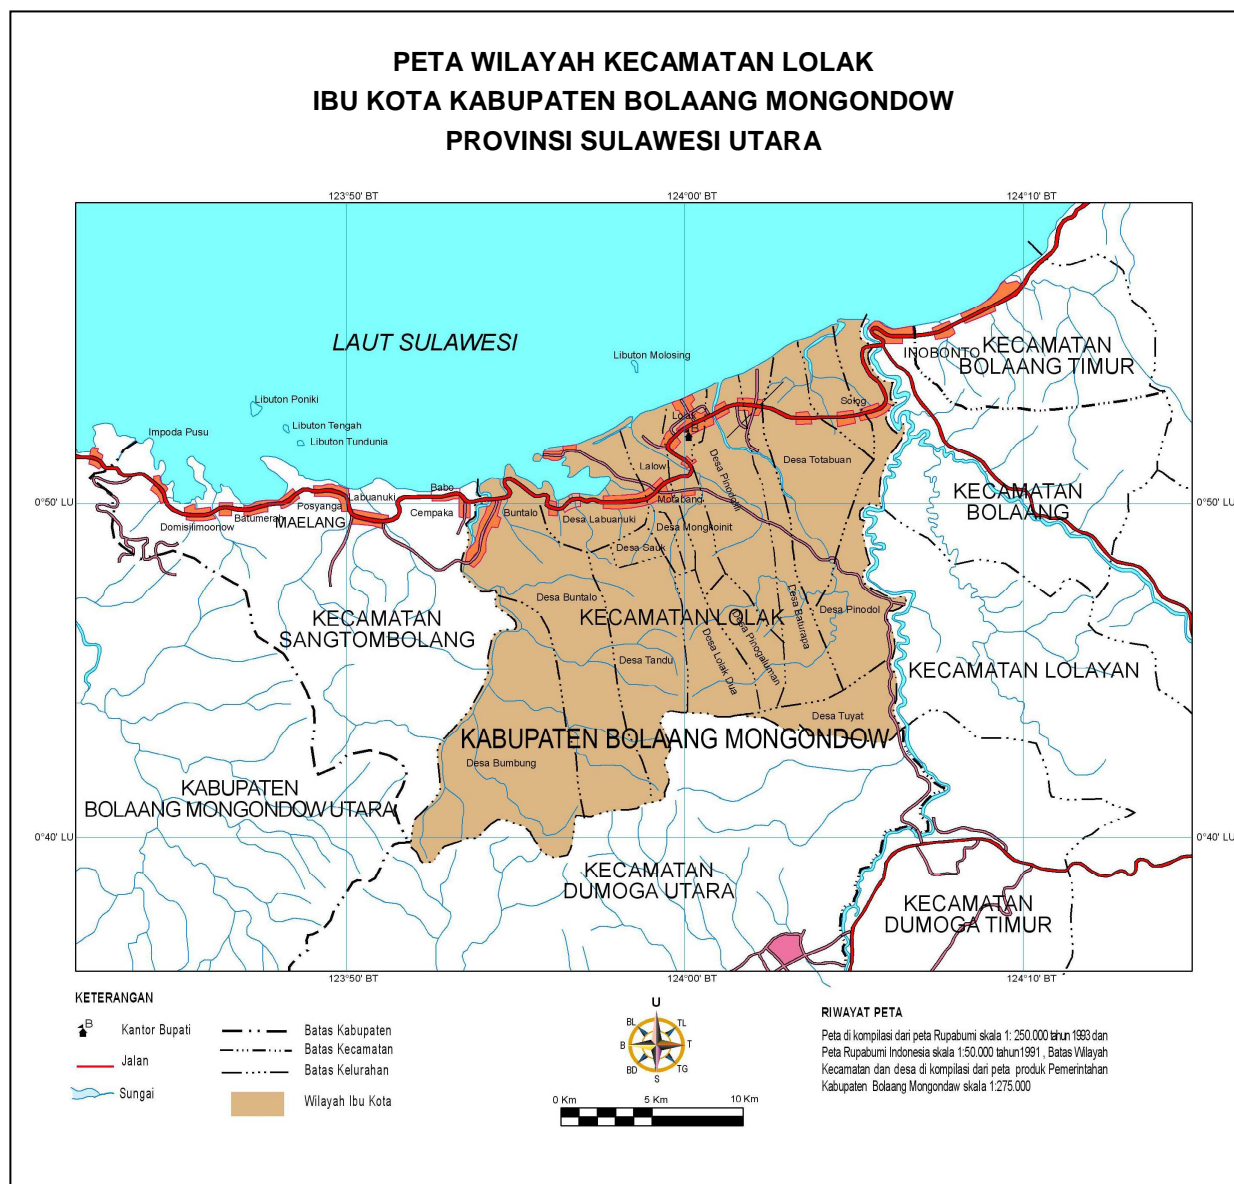 PETA WILAYAH KECAMATAN LOLAK
IBU KOTA KABUPATEN BOLAANG MONGONDOW
PROVINSI SULAWESI UTARA
123°50' BT
124°00' BT
124°10' BT
LAUT SULAWESI
Libuton Molosing
INOBONTO
KECAMATAN
BOLAANG TIMUR
Libuton Poniki
Impoda Pusu
Libuton Tengah
Libuton Tundunia
Lolak
B
Solog
Lalow
Desa Totabuan
Desa Pinodolli
Babo
Labuanuki
Motabang
KECAMATAN
BOLAANG
0°50' LU
0°50' LU
Posyanga
Cempaka
Buntalo
Batumerah
MAELANG
Domisilimoonow
Desa Labuanuki
Desa Mongkoinit
Desa Sauk
Desa Buntalo
KECAMATAN
SANGTOMBOLANG
KECAMATAN LOLAK
Desa Baturapa
Desa Pinodol
Desa Pinogaluman
Desa Lolak Dua
Desa Tandu
KECAMATAN LOLAYAN
Desa Tuyat
KABUPATEN BOLAANG MONGONDOW
Desa Bumbung
KABUPATEN
BOLAANG MONGONDOW UTARA
0°40' LU
0°40' LU
KECAMATAN
DUMOGA UTARA
KECAMATAN
DUMOGA TIMUR
123°50' BT
124°00' BT
124°10' BT
KETERANGAN
B
Kantor Bupati
Jalan
Sungai
Batas Kabupaten
Batas Kecamatan
Batas Kelurahan
Wilayah Ibu Kota
U
BL
TL
B
T
BD
TG
S
0 Km
5 Km
10 Km
RIWAYAT PETA
Peta di kompilasi dari peta Rupabumi skala 1: 250.000 tahun 1993 dan
Peta Rupabumi Indonesia skala 1:50.000 tahun1991 , Batas Wilayah
Kecamatan dan desa di kompilasi dari peta produk Pemerintahan
Kabupaten Bolaang Mongondaw skala 1:275.000